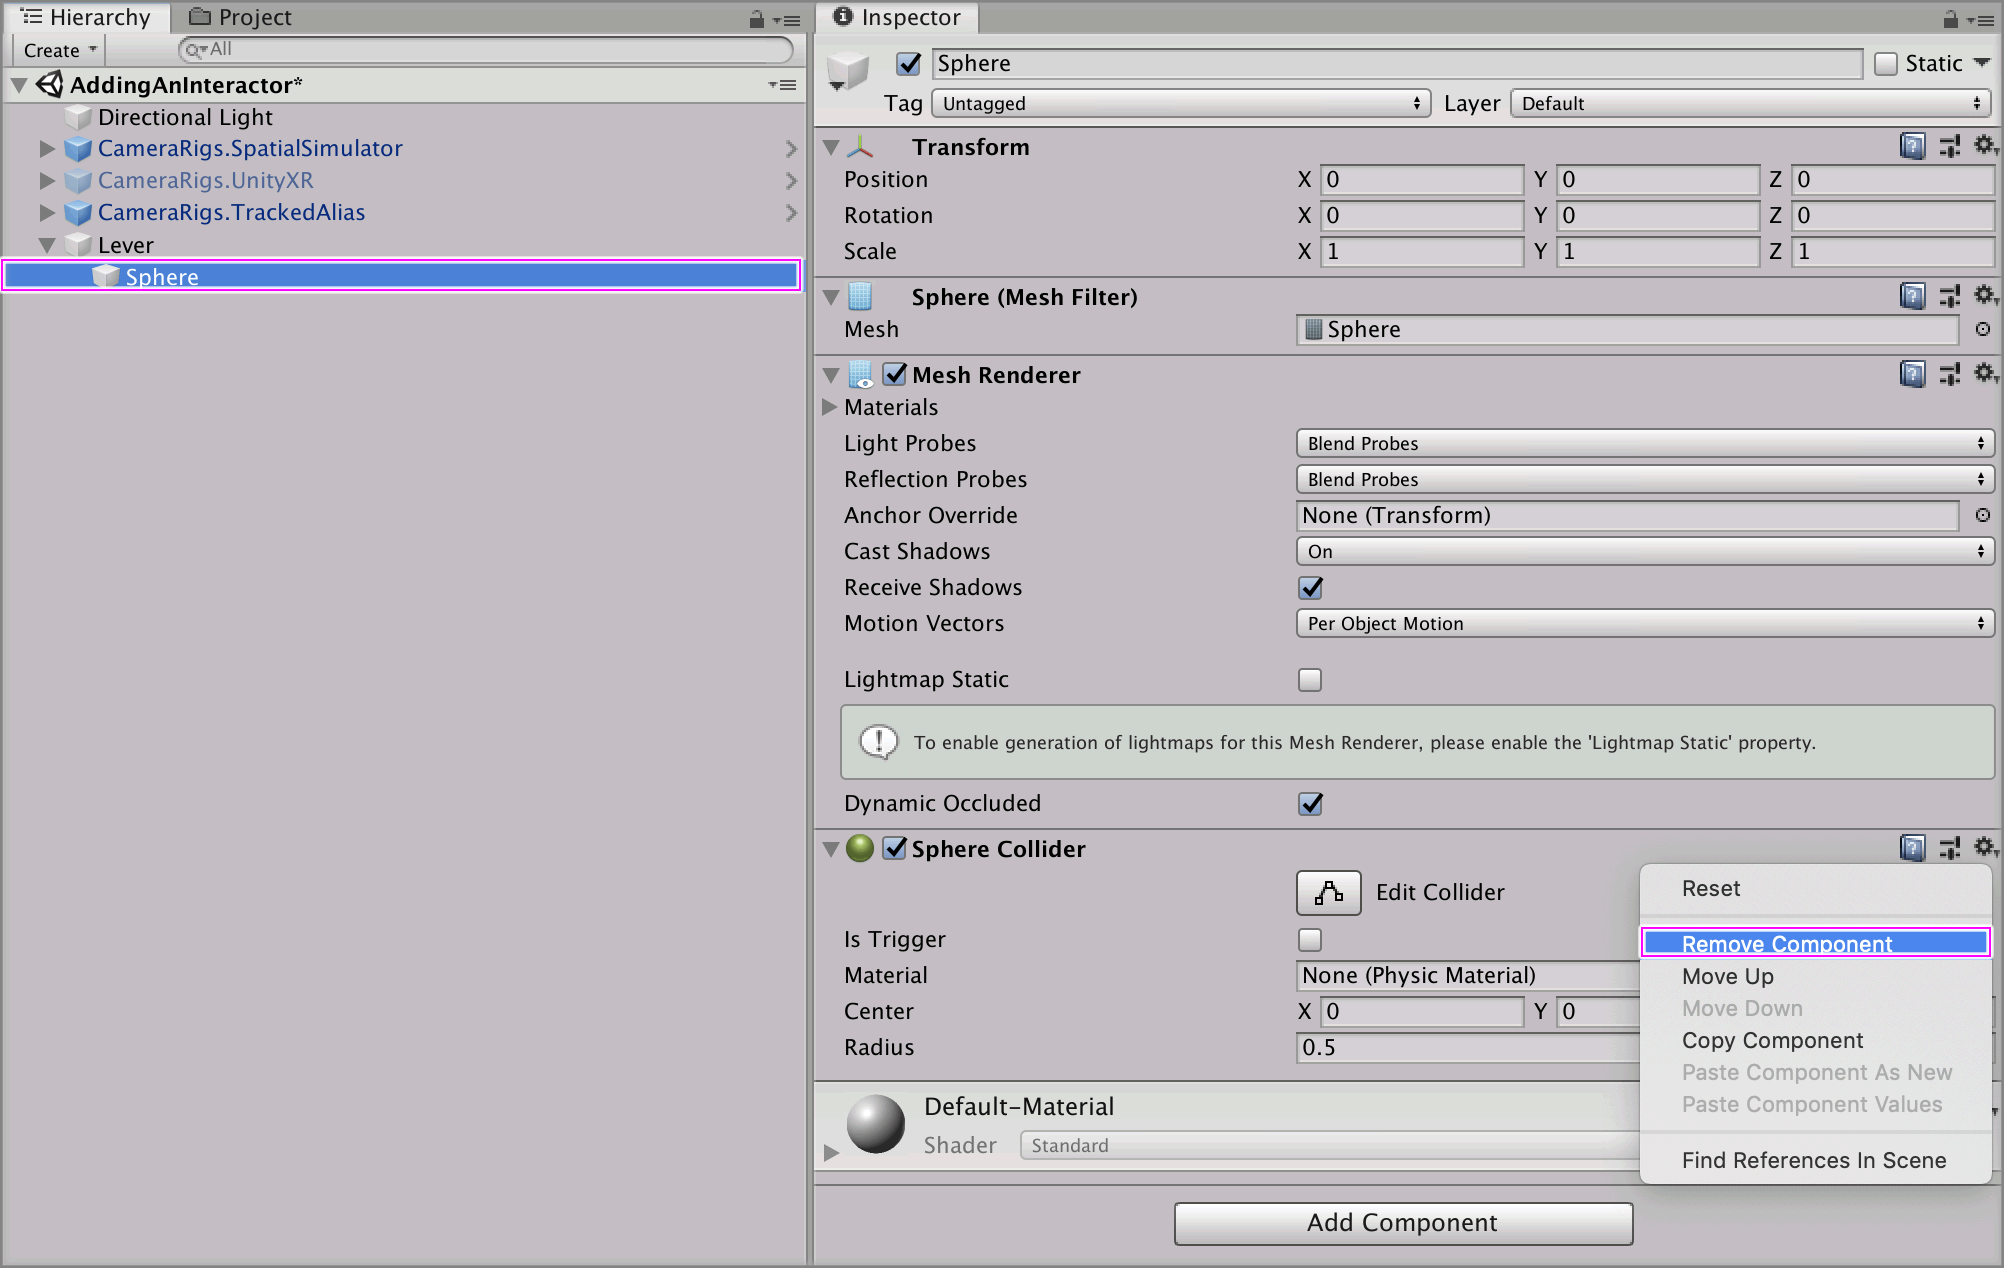 Hierarchy
Project
Create
All
AddingAnInteractor*
Directional Light
CameraRigs.SpatialSimulator
CameraRigs.UnityXR
CameraRigs.TrackedAlias
Lever
Sphere
Inspector
Sphere
Static
Tag Untagged Layer Default
Transform
Position X 0 Y 0 Z 0
Rotation X 0 Y 0 Z 0
Scale X 1 Y 1 Z 1
Sphere (Mesh Filter)
Mesh Sphere
Mesh Renderer
Materials
Light Probes Blend Probes
Reflection Probes Blend Probes
Anchor Override None (Transform)
Cast Shadows On
Receive Shadows
Motion Vectors Per Object Motion
Lightmap Static
To enable generation of lightmaps for this Mesh Renderer, please enable the 'Lightmap Static' property.
Dynamic Occluded
Sphere Collider
Edit Collider
Is Trigger
Material None (Physic Material)
Center X 0 Y 0
Radius 0.5
Default-Material
Shader Standard
Add Component
Reset
Remove Component
Move Up
Move Down
Copy Component
Paste Component As New
Paste Component Values
Find References In Scene